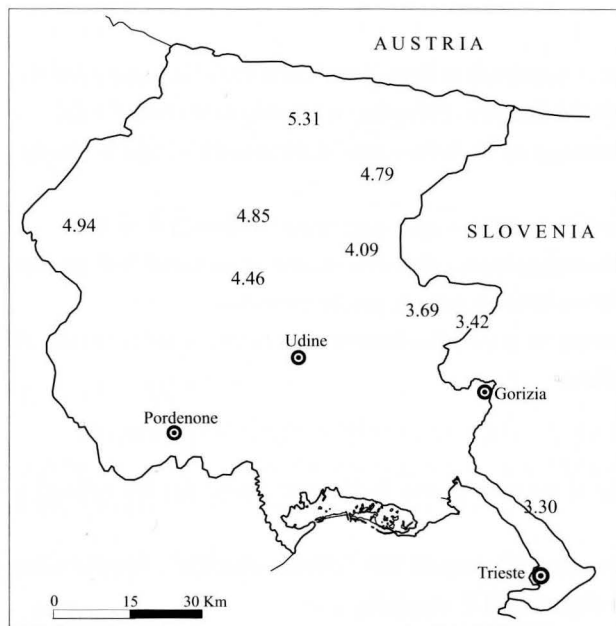 AUSTRIA
5.31
4.79
4.94
4.85
SLOVENIA
4.09
4.46
3.69
3.42
Udine
Gorizia
Pordenone
3.30
Trieste
0 15 30 Km